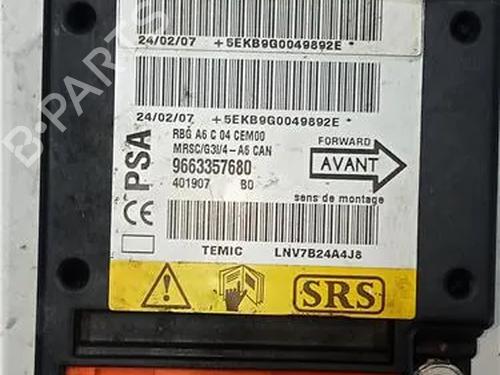 24/02/07 +5EKB9G0049892E *
24/02/07 +5EKB9G0049892E *
PSA
RBG A6 C 04 CEM00
MRSC/G3I/4-A6 CAN
9663357680
401907 B0
FORWARD
AVANT
sens de montage
CE
TEMIC LNV7B24A4J8
SRS
B-PARTS